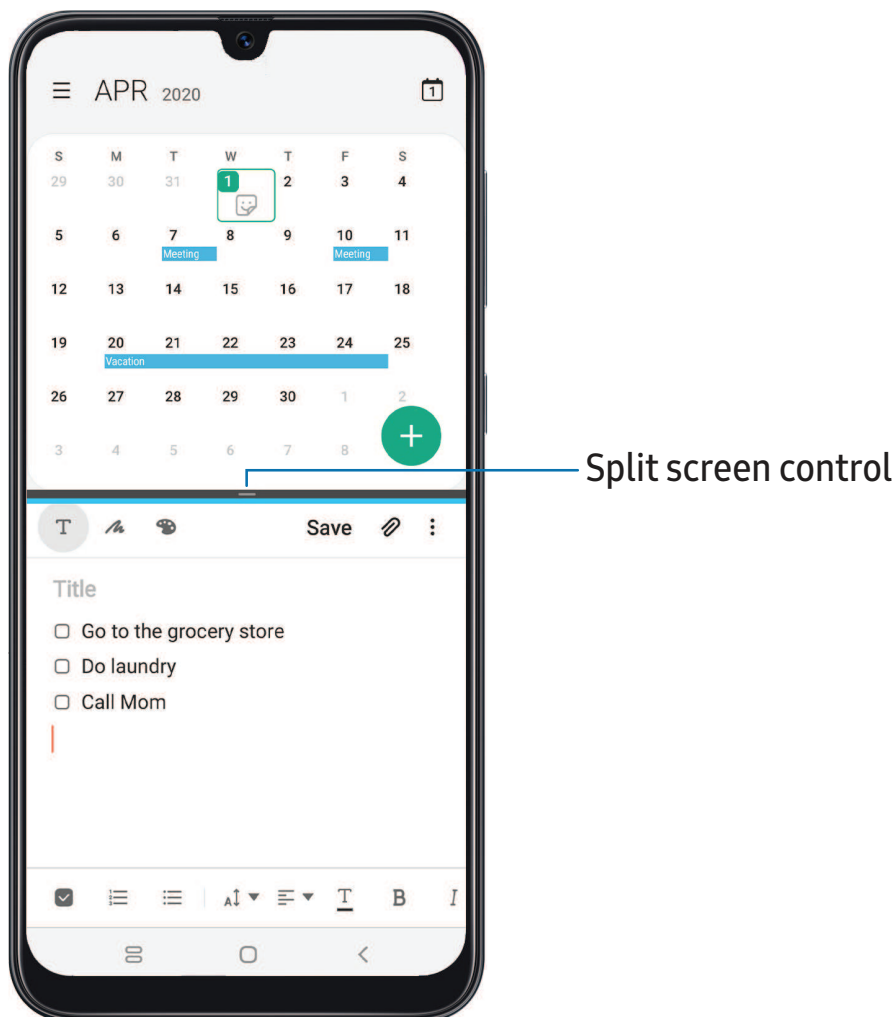 APR 2020
1
S M T W T F S
29 30 31 1 2 3 4
5 6 7 8 9 10 11
Meeting Meeting
12 13 14 15 16 17 18
19 20 21 22 23 24 25
Vacation
26 27 28 29 30 1 2
3 4 5 6 7 8
+
Split screen control
T Save
Title
Go to the grocery store
Do laundry
Call Mom
A T B I